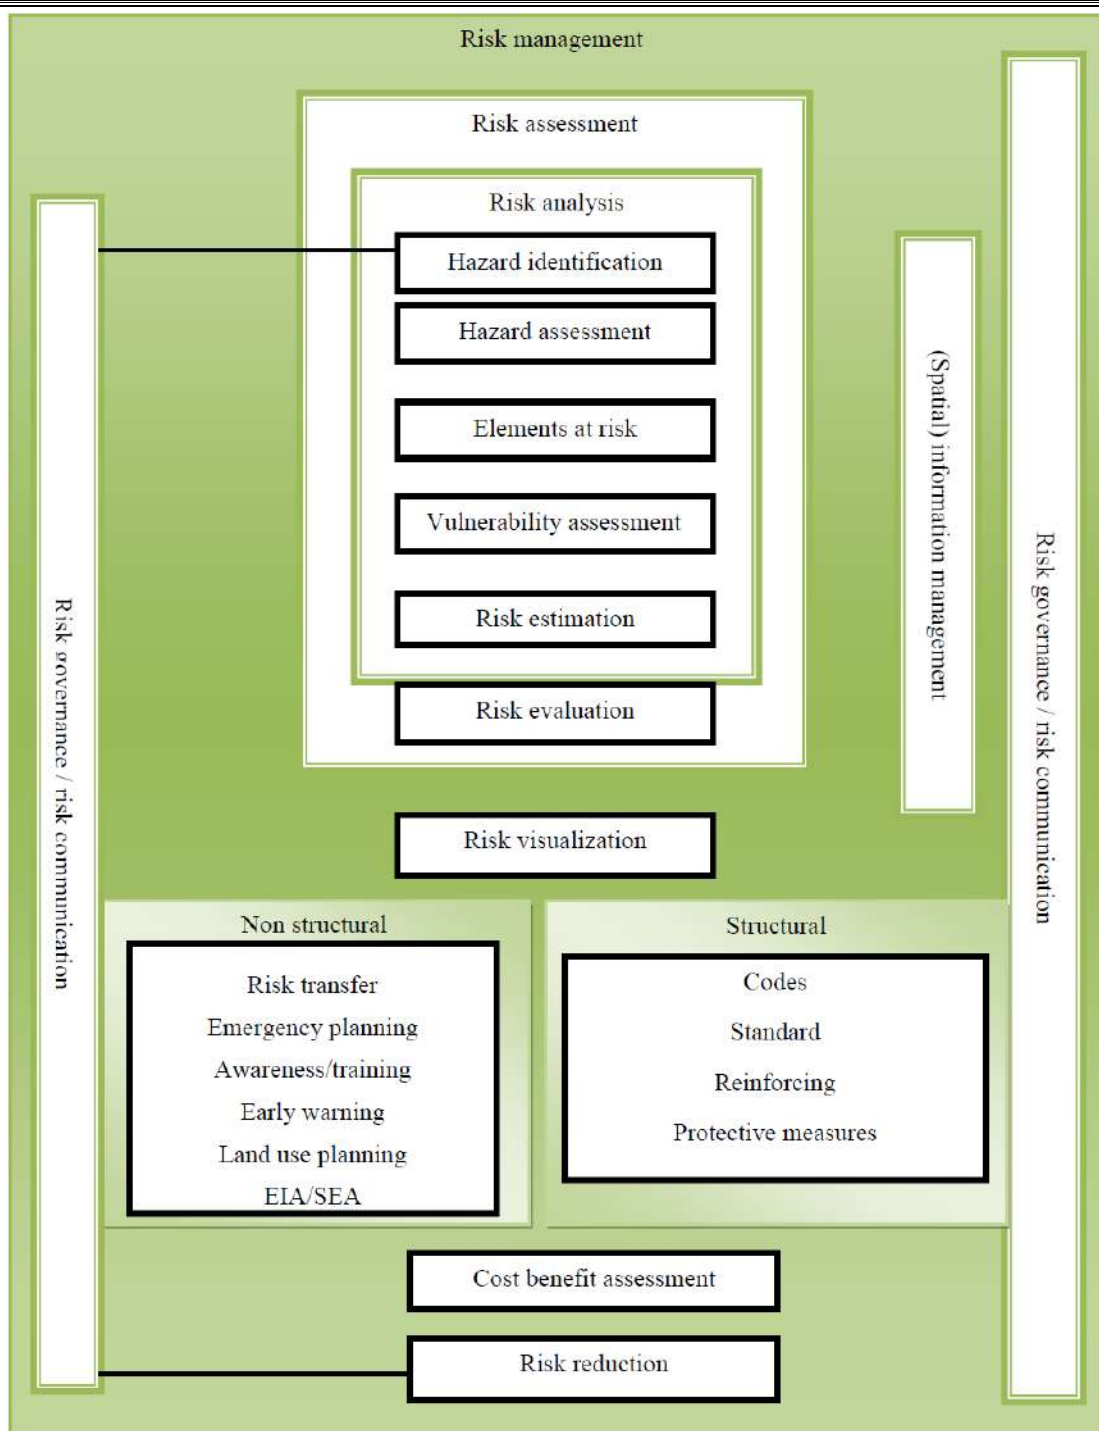 Risk management
Risk assessment
Risk analysis
Hazard identification
Hazard assessment
Elements at risk
Vulnerability assessment
Risk estimation
Risk evaluation
Risk visualization
Risk governance / risk communication
(Spatial) information management
Risk governance / risk communication
Non structural
Risk transfer
Emergency planning
Awareness/training
Early warning
Land use planning
EIA/SEA
Structural
Codes
Standard
Reinforcing
Protective measures
Cost benefit assessment
Risk reduction